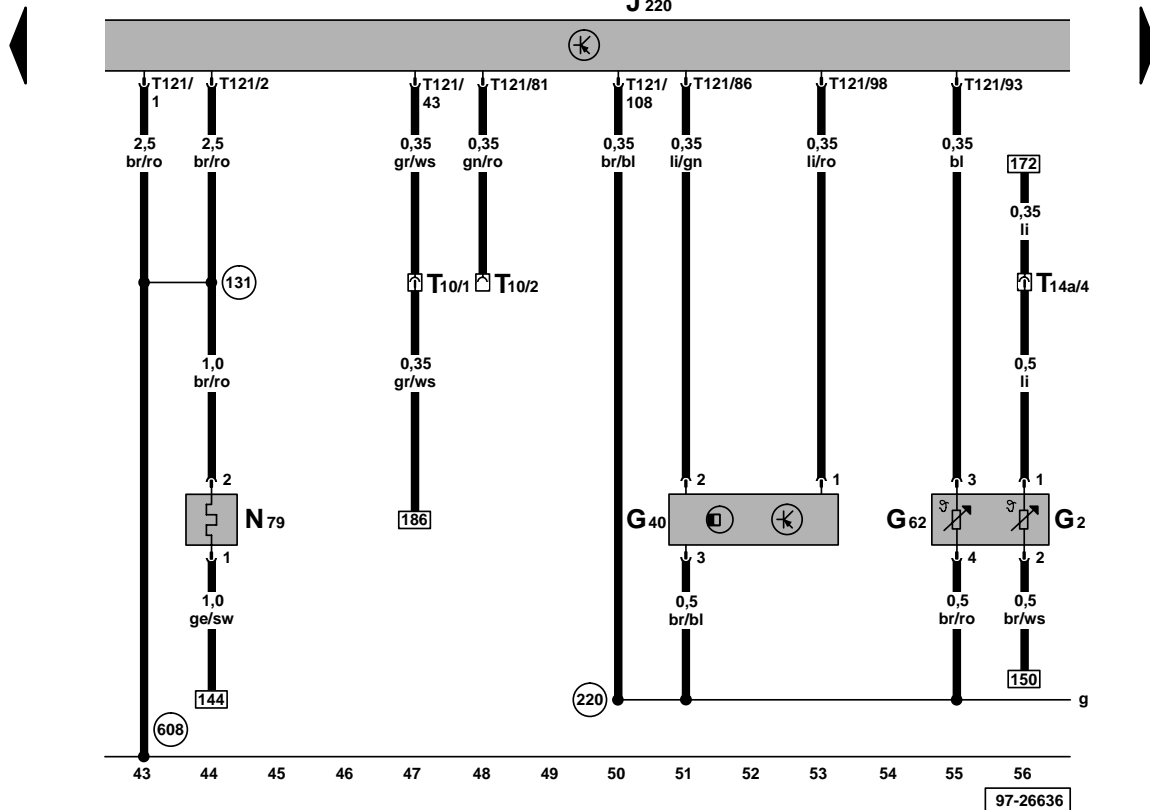 J 220
T121/ 1
T121/2
T121/ 43
T121/81
T121/ 108
T121/86
T121/98
T121/93
2,5 br/ro
2,5 br/ro
0,35 gr/ws
0,35 gn/ro
0,35 br/bl
0,35 li/gn
0,35 li/ro
0,35 bl
172
0,35 li
131
T10/1
T10/2
T14a/4
1,0 br/ro
0,35 gr/ws
0,5 li
2
2
1
3
1
N 79
186
G 40
G 62
ϑ
ϑ
G 2
1
3
4
2
1,0 ge/sw
0,5 br/bl
0,5 br/ro
0,5 br/ws
144
220
150
g
608
43 44 45 46 47 48 49 50 51 52 53 54 55 56
97-26636